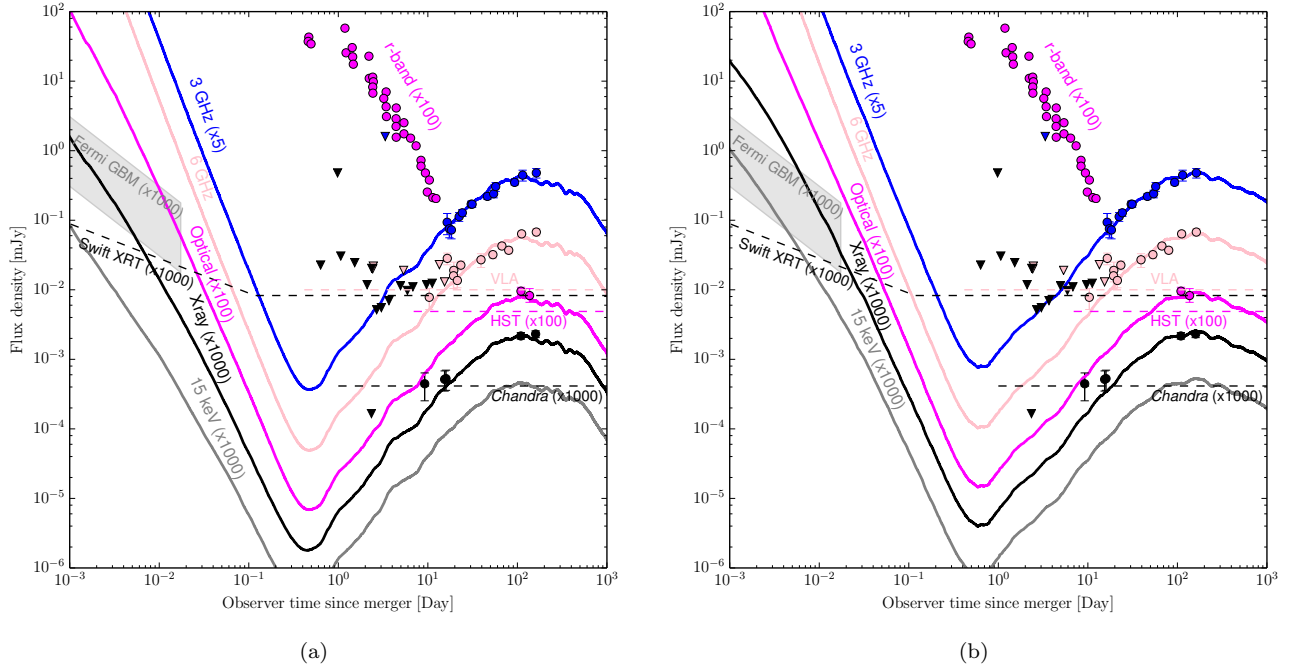 10²
10¹
10⁰
10⁻¹
10⁻²
10⁻³
10⁻⁴
10⁻⁵
10⁻⁶
Flux density [mJy]
10⁻³ 10⁻² 10⁻¹ 10⁰ 10¹ 10² 10³
Observer time since merger [Day]
3 GHz (x5)
6 GHz
r-band (x100)
Fermi GBM (x1000)
Swift XRT (x1000)
Optical (x100)
Xray (x1000)
15 keV (x1000)
VLA
HST (x100)
Chandra (x1000)
(a)
10²
10¹
10⁰
10⁻¹
10⁻²
10⁻³
10⁻⁴
10⁻⁵
10⁻⁶
Flux density [mJy]
10⁻³ 10⁻² 10⁻¹ 10⁰ 10¹ 10² 10³
Observer time since merger [Day]
3 GHz (x5)
6 GHz
r-band (x100)
Fermi GBM (x1000)
Swift XRT (x1000)
Optical (x100)
Xray (x1000)
15 keV (x1000)
VLA
HST (x100)
Chandra (x1000)
(b)